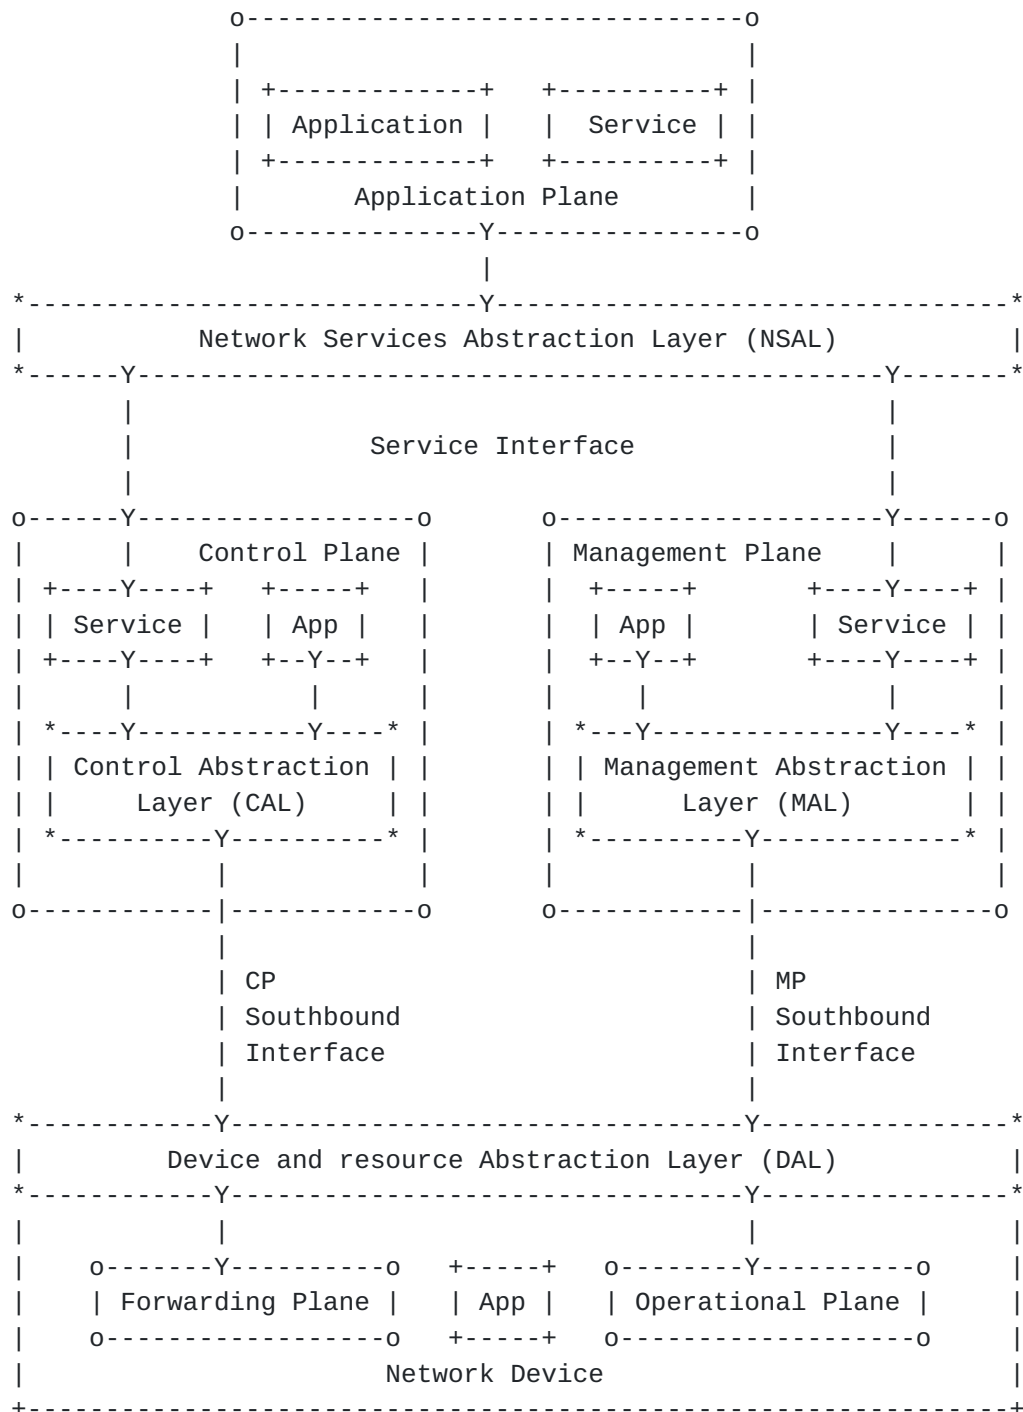 Application Service
Application Plane
Network Services Abstraction Layer (NSAL)
Service Interface
Control Plane Management Plane
Service App App Service
Control Abstraction Management Abstraction
Layer (CAL) Layer (MAL)
CP MP
Southbound Southbound
Interface Interface
Device and resource Abstraction Layer (DAL)
Forwarding Plane App Operational Plane
Network Device